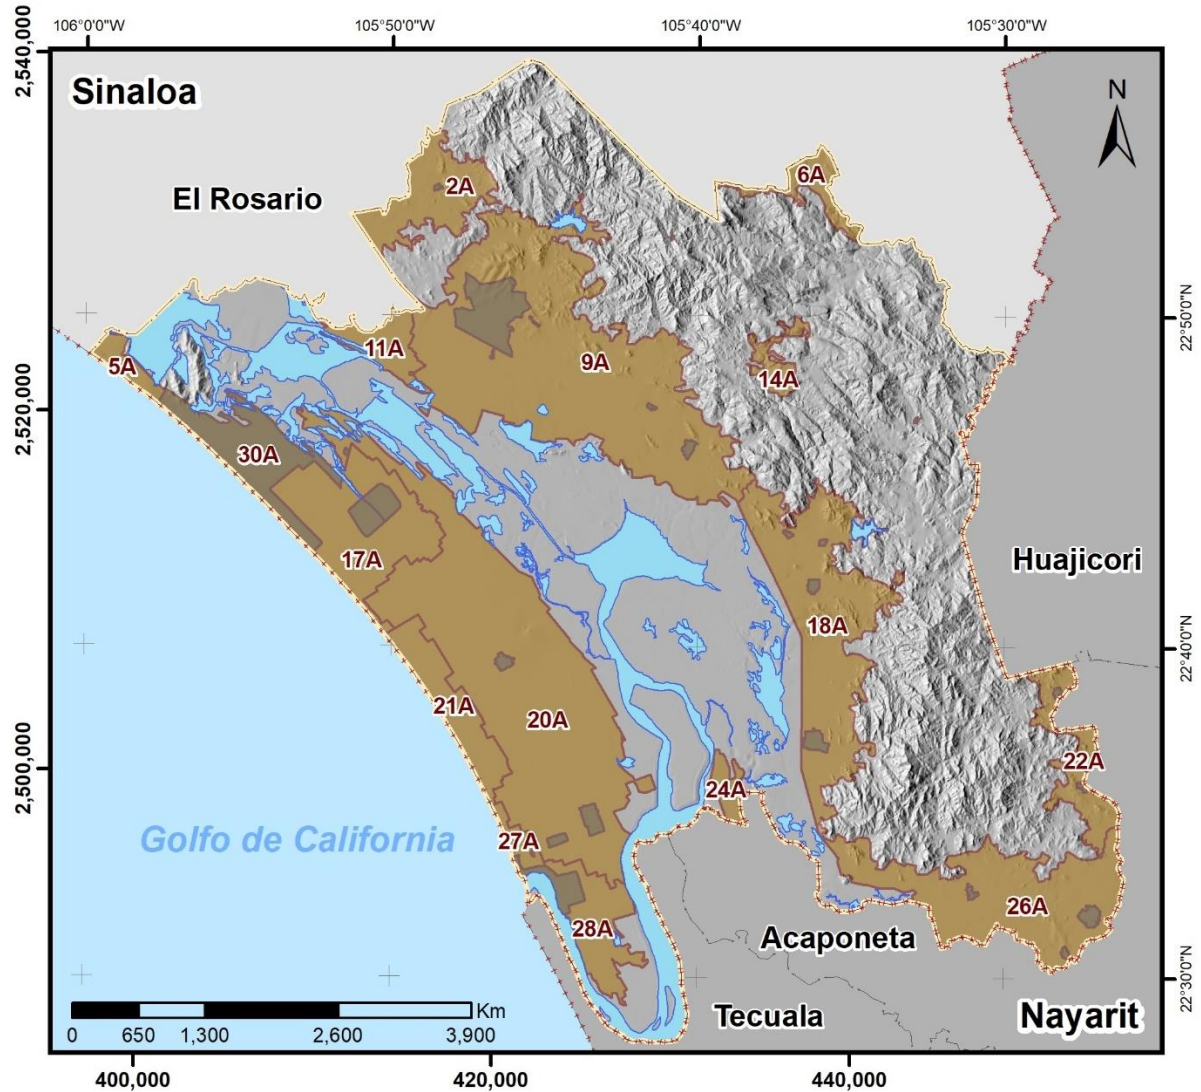 106°0'0"W
105°50'0"W
105°40'0"W
105°30'0"W
2,540,000
Sinaloa
N
6A
2A
El Rosario
22°50'0"N
11A
5A
9A
14A
2,520,000
30A
17A
Huajicori
18A
22°40'0"N
21A
20A
22A
2,500,000
24A
Golfo de California
27A
26A
28A
Acaponeta
22°30'0"N
Km
Tecuala
Nayarit
0 650 1,300 2,600 3,900
400,000
420,000
440,000